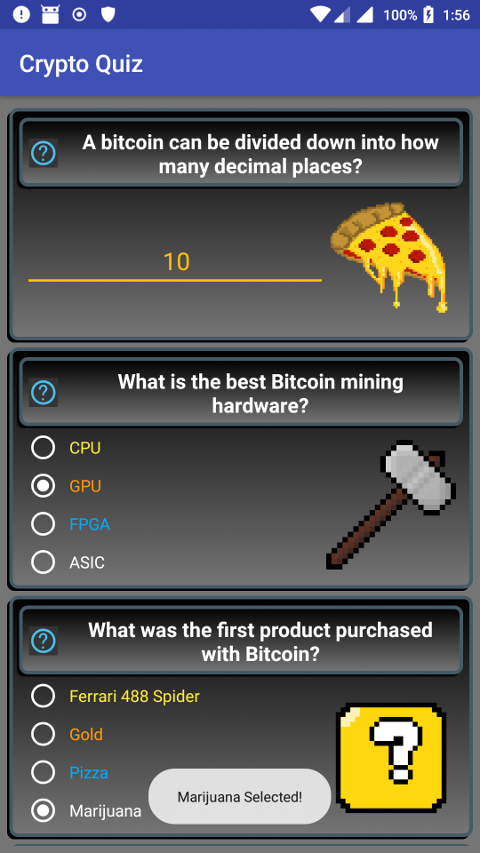 100% 1:56
Crypto Quiz
A bitcoin can be divided down into how
many decimal places?
10
What is the best Bitcoin mining
hardware?
CPU
GPU
FPGA
ASIC
What was the first product purchased
with Bitcoin?
Ferrari 488 Spider
Gold
Pizza
Marijuana
Marijuana Selected!